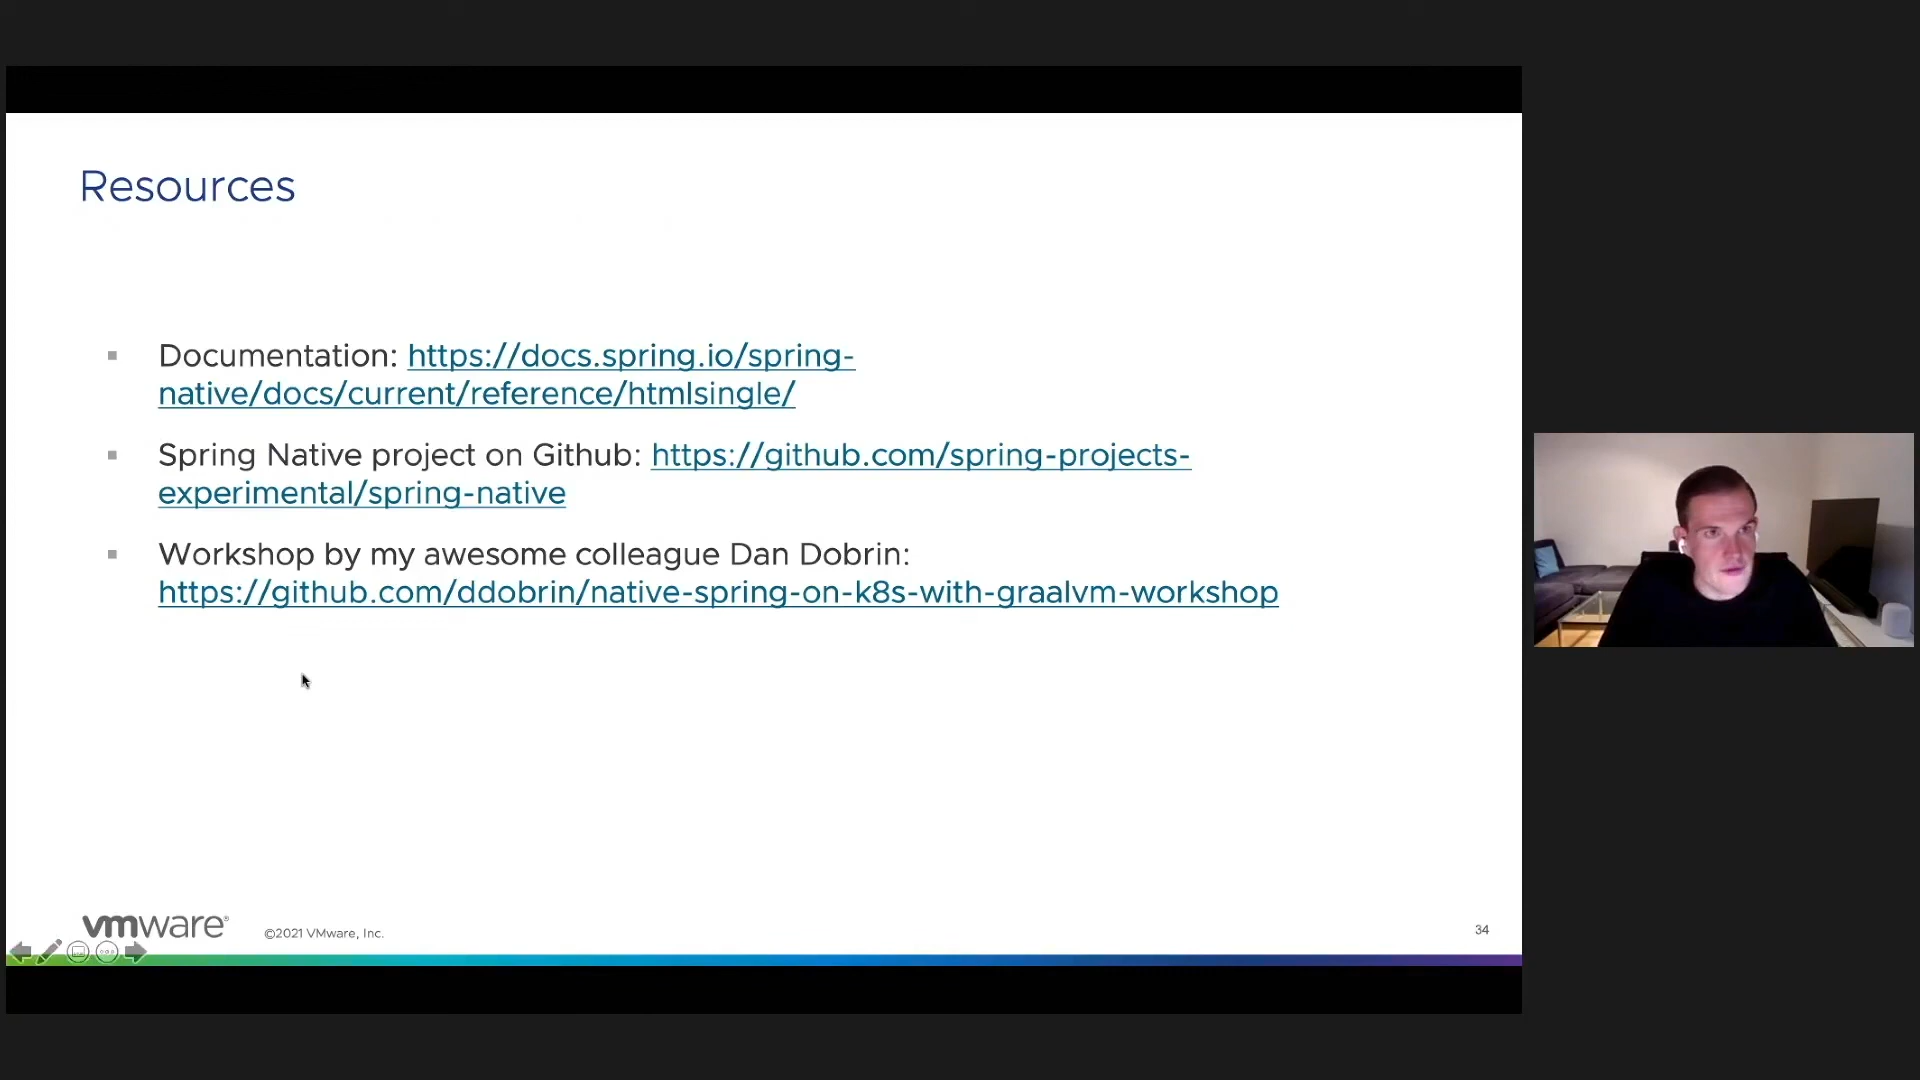 Resources
Documentation: https://docs.spring.io/spring-
native/docs/current/reference/htmlsingle/
Spring Native project on Github: https://github.com/spring-projects-
experimental/spring-native
Workshop by my awesome colleague Dan Dobrin:
https://github.com/ddobrin/native-spring-on-k8s-with-graalvm-workshop
vmware®
©2021 VMware, Inc.
34